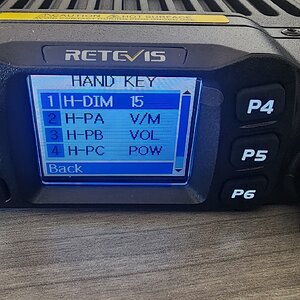 RETEVIS
HAND KEY
1 H-DIM 15
2 H-PA V/M
3 H-PB VOL
4 H-PC POW
Back
P4
P5
P6